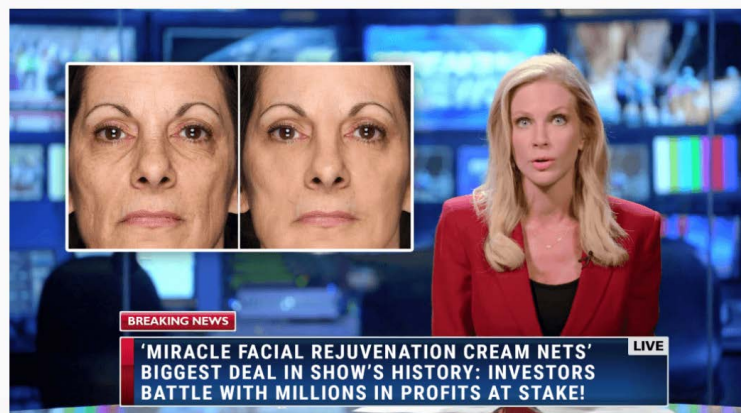 BREAKING NEWS
LIVE
'MIRACLE FACIAL REJUVENATION CREAM NETS'
BIGGEST DEAL IN SHOW'S HISTORY: INVESTORS
BATTLE WITH MILLIONS IN PROFITS AT STAKE!